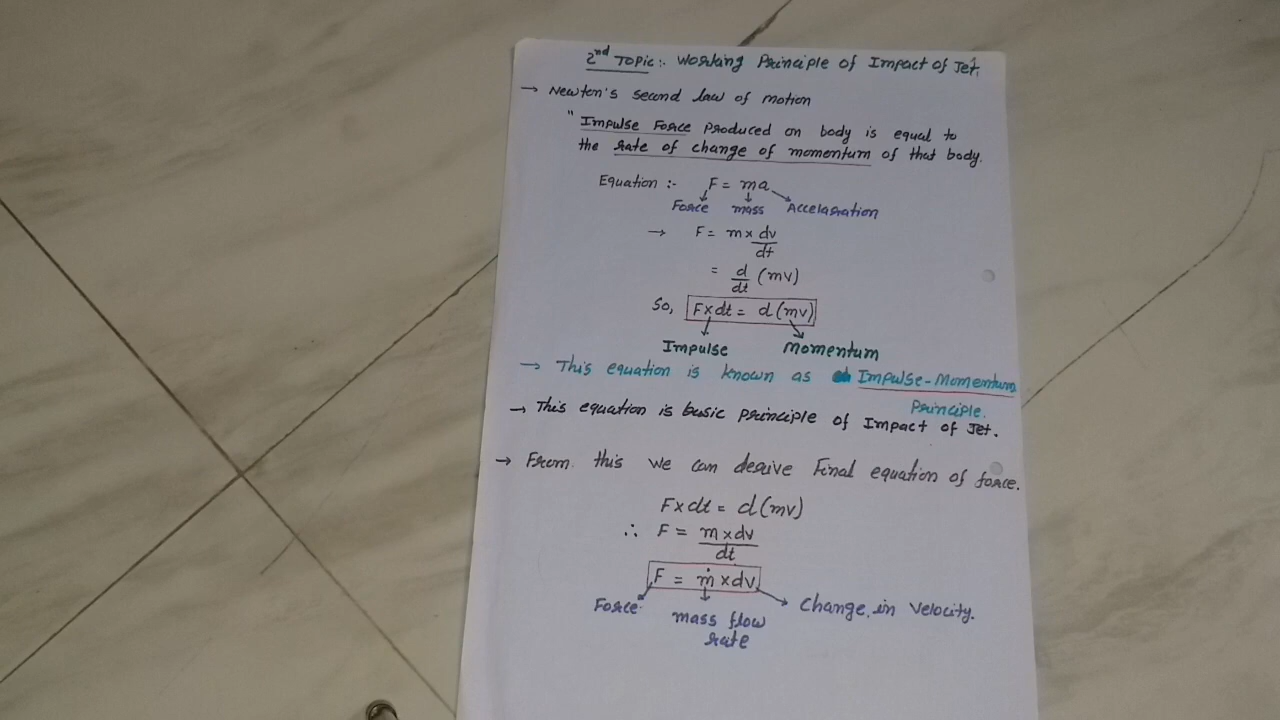 2nd Topic:- Working Principle of Impact of Jet.
→ Newton's second law of motion
"Impulse Force Produced on body is equal to
the rate of change of momentum of that body.
Equation :- F = ma
Force mass Accelaration
→ F = m x dv/dt
= d/dt (mv)
So, Fxdt = d(mv)
Impulse Momentum
→ This equation is known as Impulse-Momentum
Principle.
→ This equation is basic principle of Impact of Jet.
→ From this we can derive Final equation of force.
Fxdt = d(mv)
∴ F = m x dv/dt
F = ṁ x dv
Force mass flow rate Change in velocity.